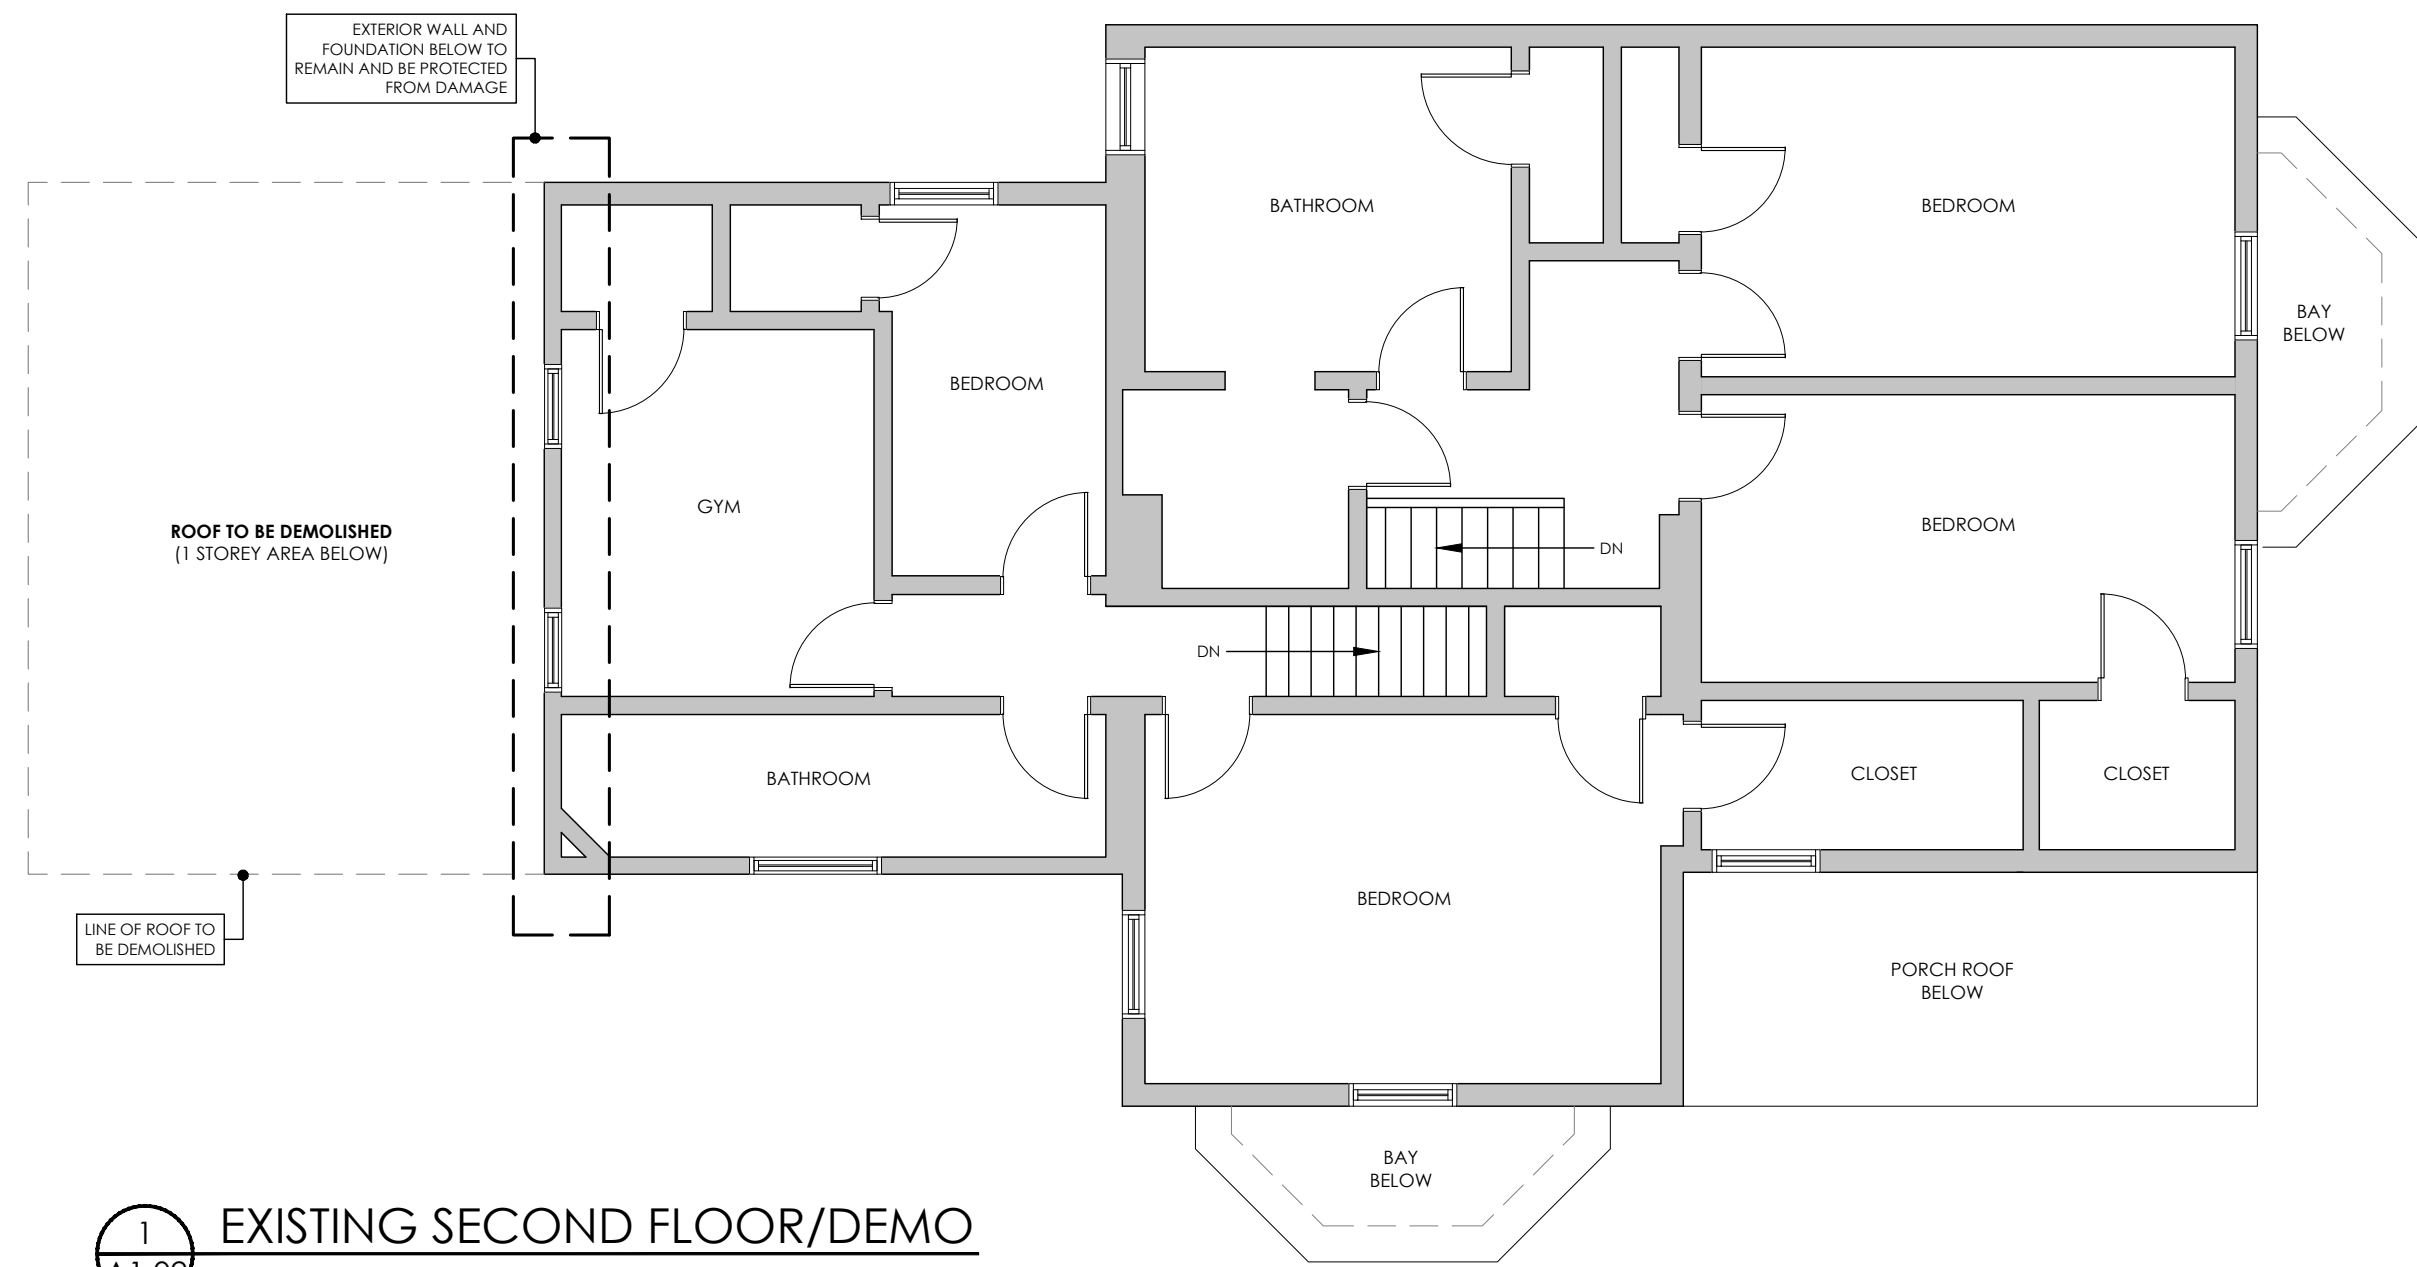 EXTERIOR WALL AND
FOUNDATION BELOW TO
REMAIN AND BE PROTECTED
FROM DAMAGE
BATHROOM
BEDROOM
BAY
BELOW
BEDROOM
GYM
BEDROOM
ROOF TO BE DEMOLISHED
(1 STOREY AREA BELOW)
DN
DN
BATHROOM
CLOSET
CLOSET
BEDROOM
LINE OF ROOF TO
BE DEMOLISHED
PORCH ROOF
BELOW
BAY
BELOW
1
EXISTING SECOND FLOOR/DEMO